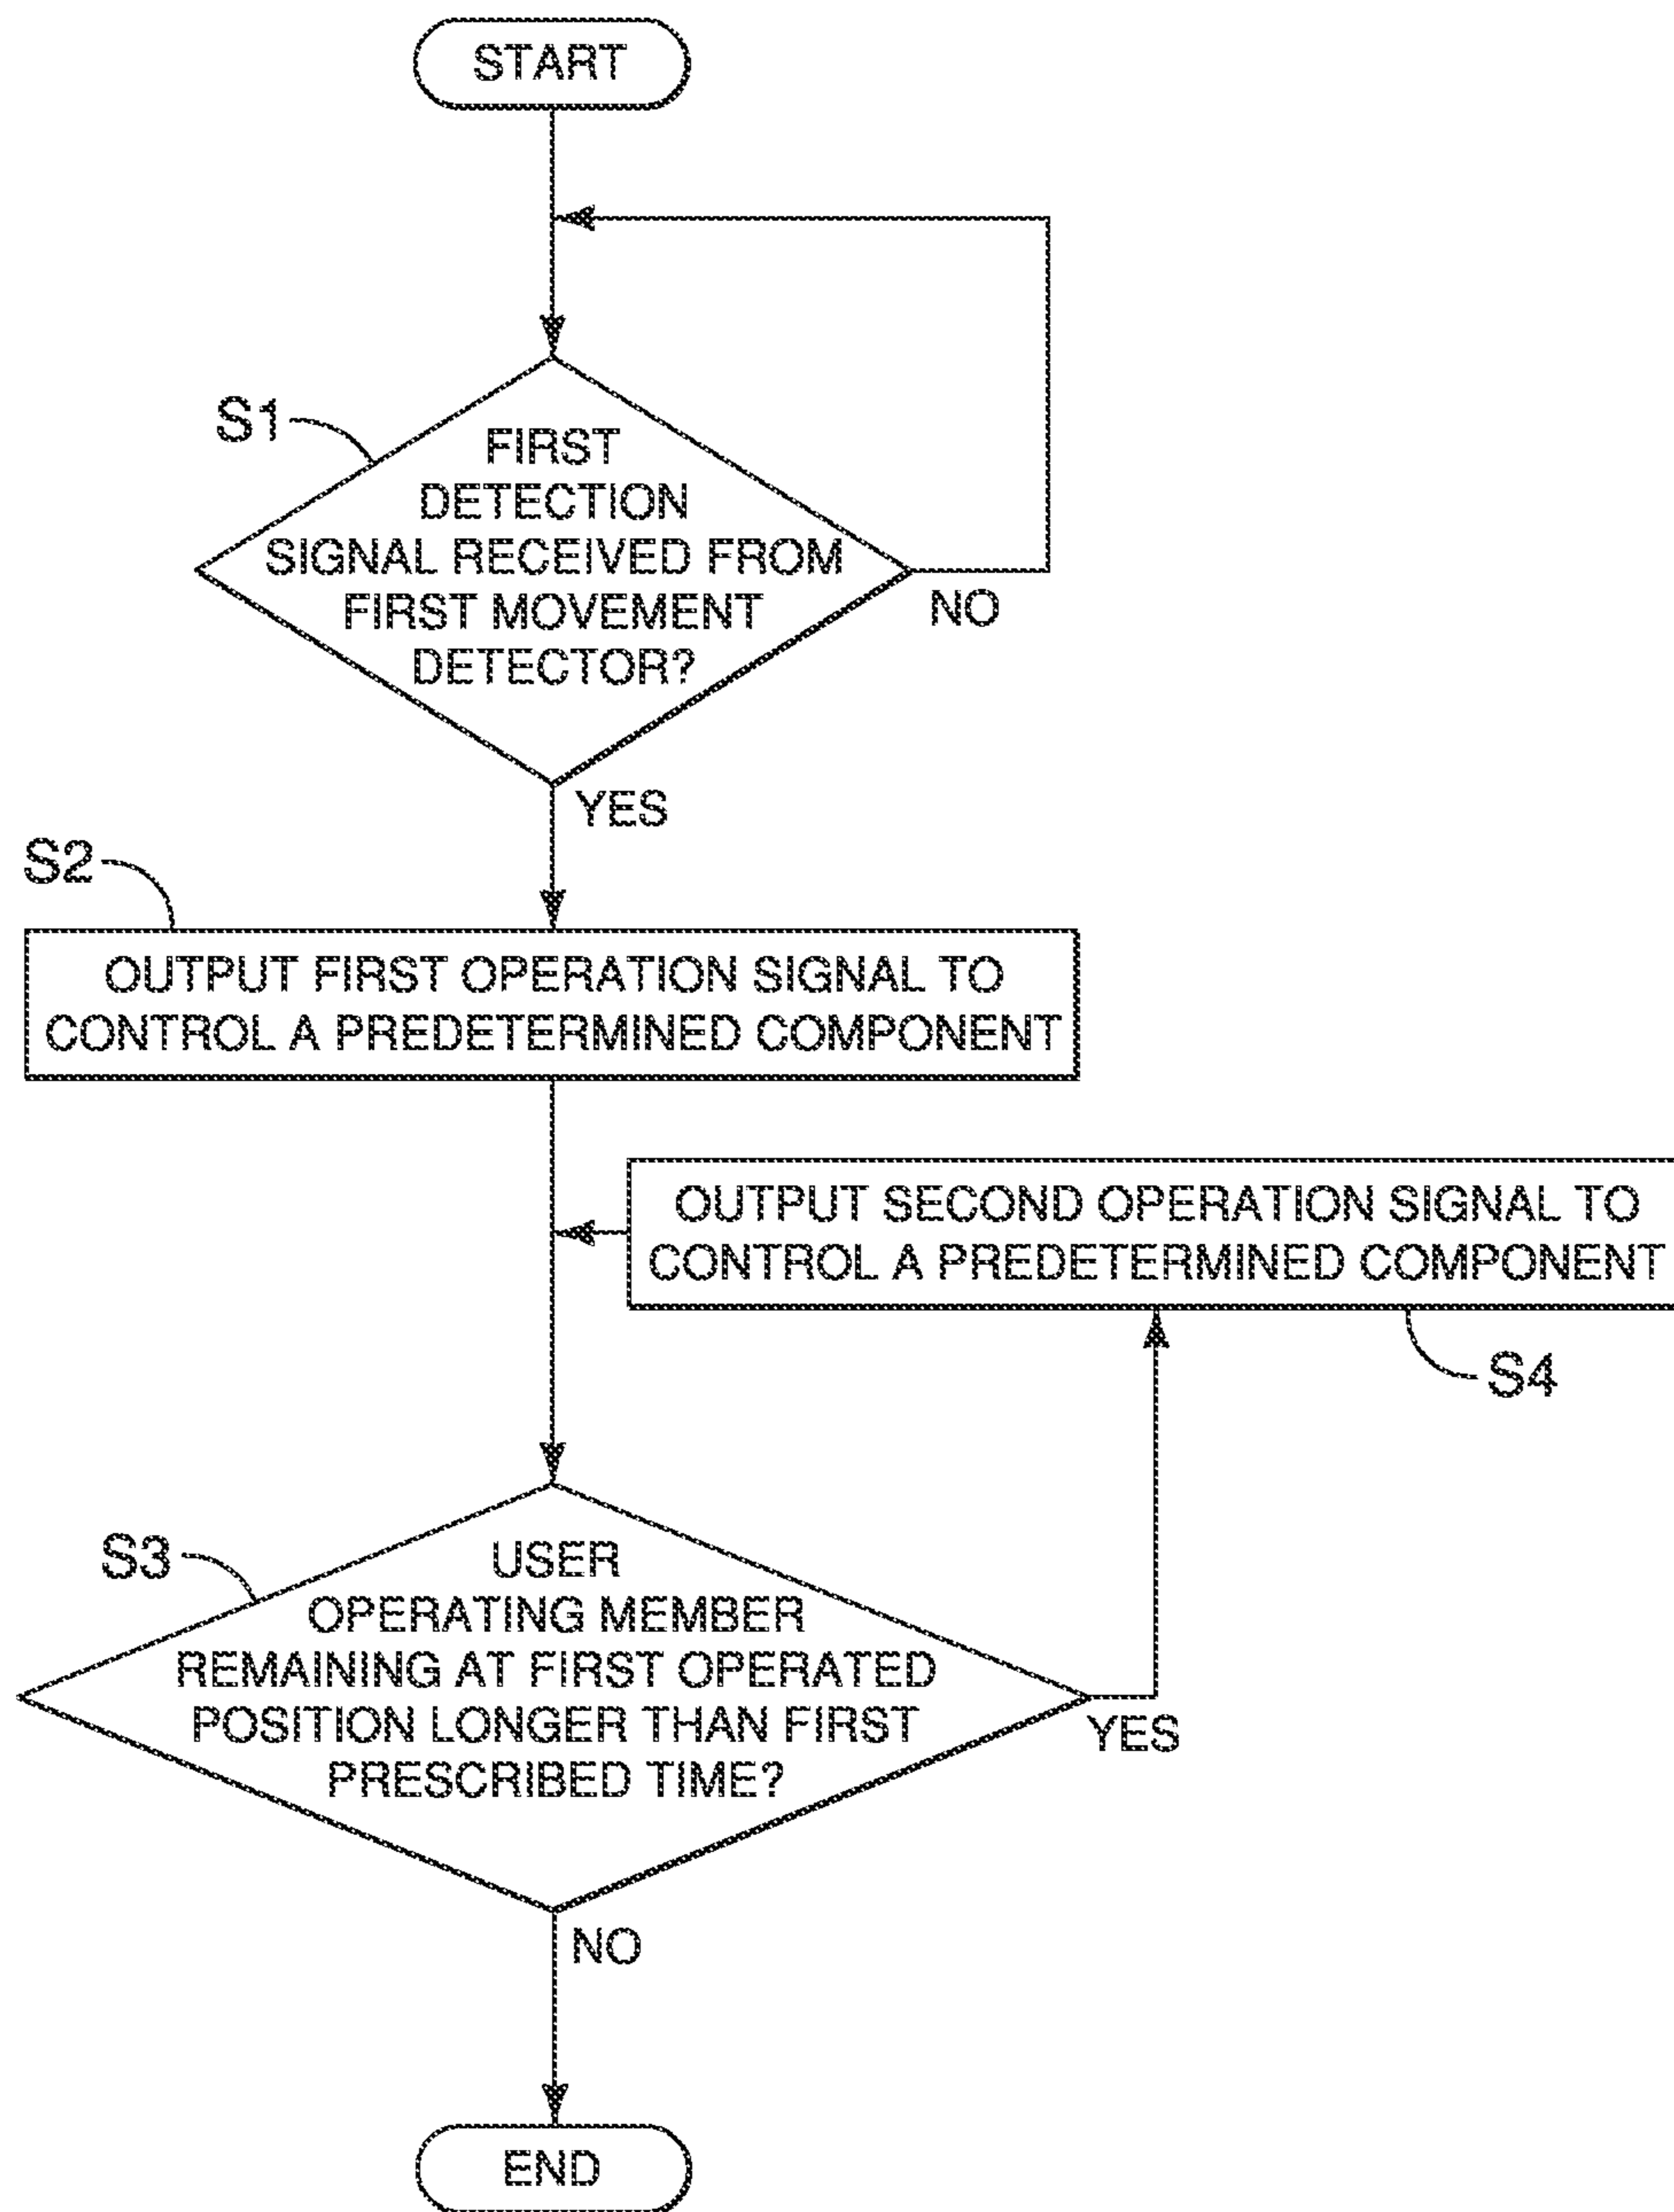 START
S1
FIRST
DETECTION
SIGNAL RECEIVED FROM
FIRST MOVEMENT
DETECTOR?
NO
YES
S2
OUTPUT FIRST OPERATION SIGNAL TO
CONTROL A PREDETERMINED COMPONENT
OUTPUT SECOND OPERATION SIGNAL TO
CONTROL A PREDETERMINED COMPONENT
S4
S3
USER
OPERATING MEMBER
REMAINING AT FIRST OPERATED
POSITION LONGER THAN FIRST
PRESCRIBED TIME?
YES
NO
END